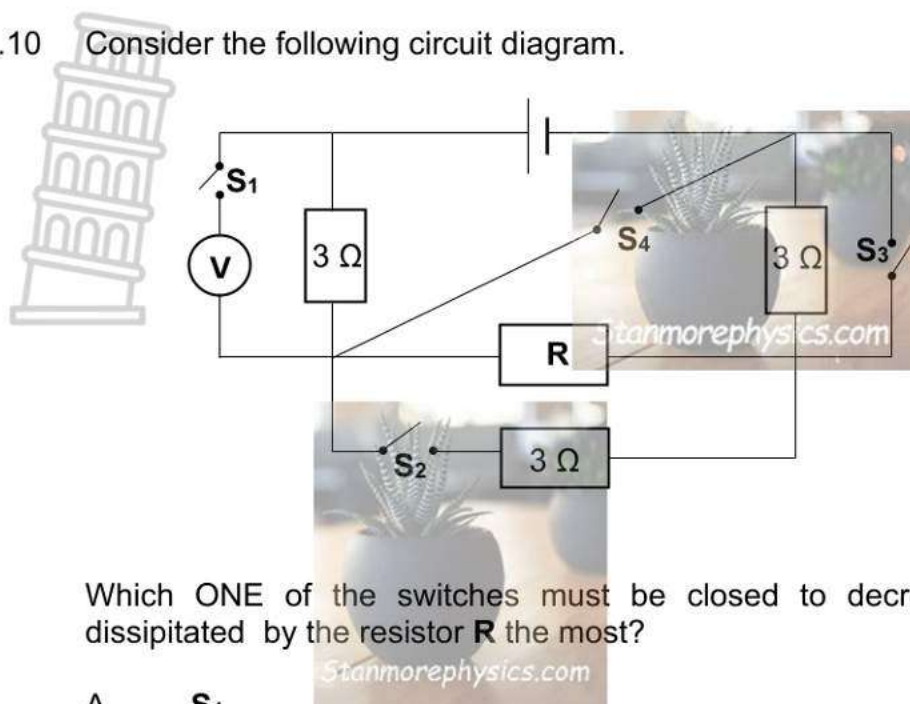 .10 Consider the following circuit diagram.
S1
V
3 Ω
S4
3 Ω
S3
Stanmorephysics.com
R
S2
3 Ω
Which ONE of the switches must be closed to decr
dissipitated by the resistor R the most?
Stanmorephysics.com